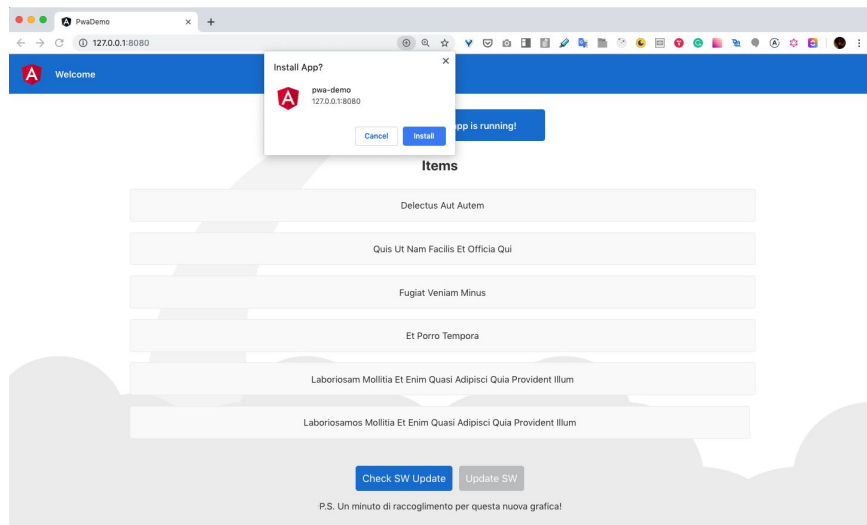 PwaDemo
127.0.0.1:8080
Welcome
Install App?
pwa-demo
127.0.0.1:8080
Cancel
Install
app is running!
Items
Delectus Aut Autem
Quis Ut Nam Facilis Et Officia Qui
Fugiat Veniam Minus
Et Porro Tempora
Laboriosam Mollitia Et Enim Quasi Adipisci Quia Provident Illum
Laboriosamos Mollitia Et Enim Quasi Adipisci Quia Provident Illum
Check SW Update
Update SW
P.S. Un minuto di raccoglimento per questa nuova grafica!